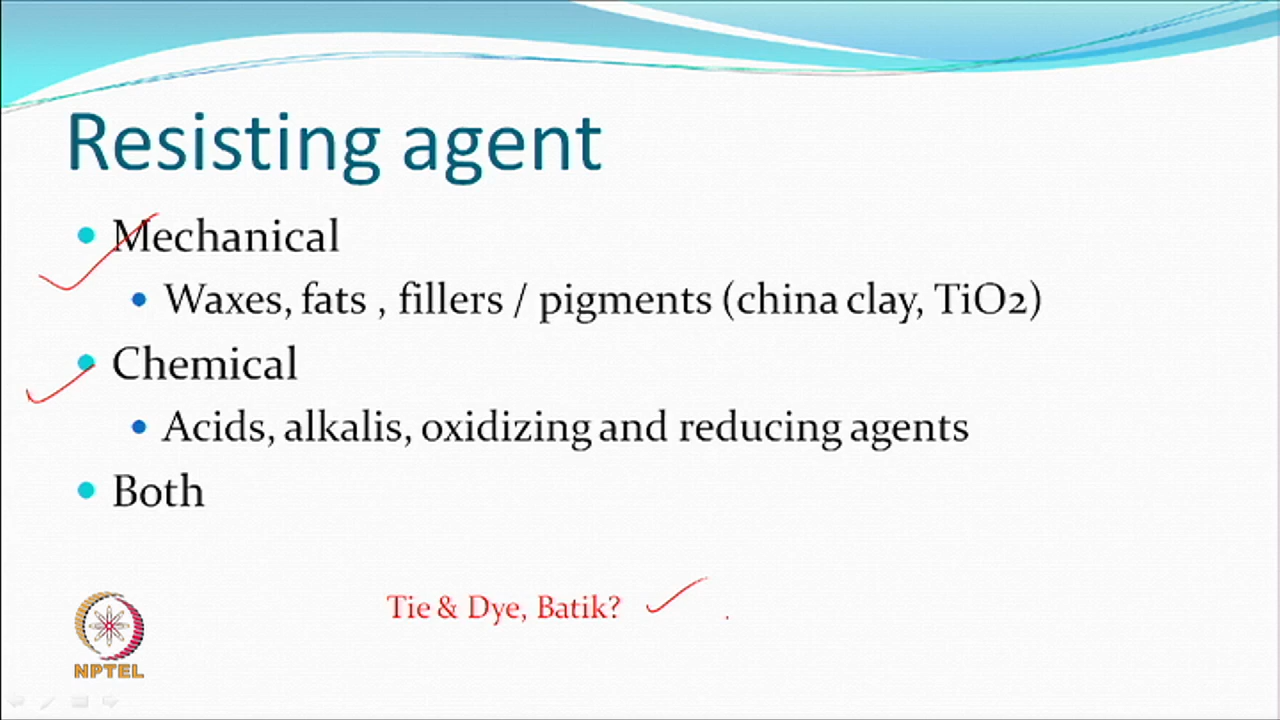 Resisting agent
Mechanical
Waxes, fats , fillers / pigments (china clay, TiO2)
Chemical
Acids, alkalis, oxidizing and reducing agents
Both
Tie & Dye, Batik?
NPTEL